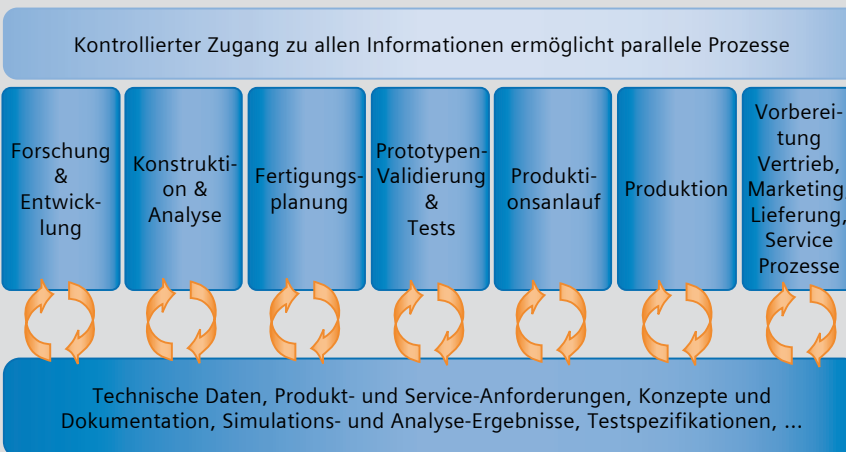 Kontrollierter Zugang zu allen Informationen ermöglicht parallele Prozesse
Forschung
&
Entwick-
lung
Konstrukti-
on &
Analyse
Fertigungs-
planung
Prototypen-
Validierung
&
Tests
Produkti-
onsanlauf
Produktion
Vorberei-
tung
Vertrieb,
Marketing,
Lieferung,
Service
Prozesse
Technische Daten, Produkt- und Service-Anforderungen, Konzepte und
Dokumentation, Simulations- und Analyse-Ergebnisse, Testspezifikationen, ...